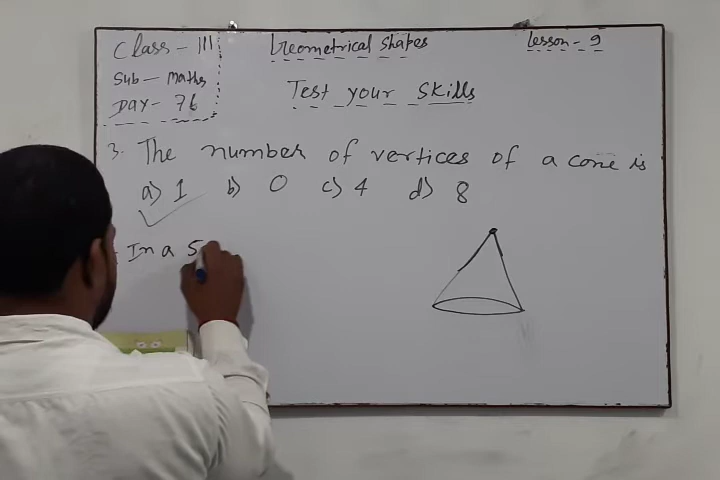 Class - III
Geometrical Shapes
Lesson - 9
Sub - Maths
Day - 76
Test your Skills
3. The number of vertices of a cone is
a) 1 b) 0 c) 4 d) 8
In a S